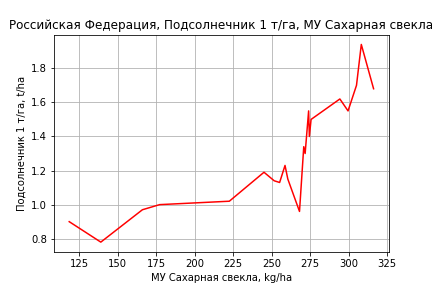 Российская Федерация, Подсолнечник 1 т/га, МУ Сахарная свекла
1.8
1.6
1.4
1.2
1.0
0.8
Подсолнечник 1 т/га, t/ha
125 150 175 200 225 250 275 300 325
МУ Сахарная свекла, kg/ha